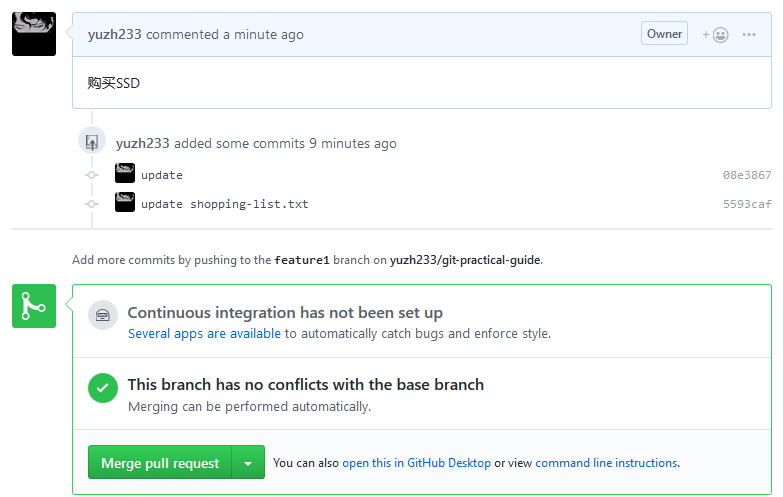 yuzh233 commented a minute ago Owner +
购买SSD
yuzh233 added some commits 9 minutes ago
update 08e3867
update shopping-list.txt 5593caf
Add more commits by pushing to the feature1 branch on yuzh233/git-practical-guide.
Continuous integration has not been set up
Several apps are available to automatically catch bugs and enforce style.
This branch has no conflicts with the base branch
Merging can be performed automatically.
Merge pull request You can also open this in GitHub Desktop or view command line instructions.